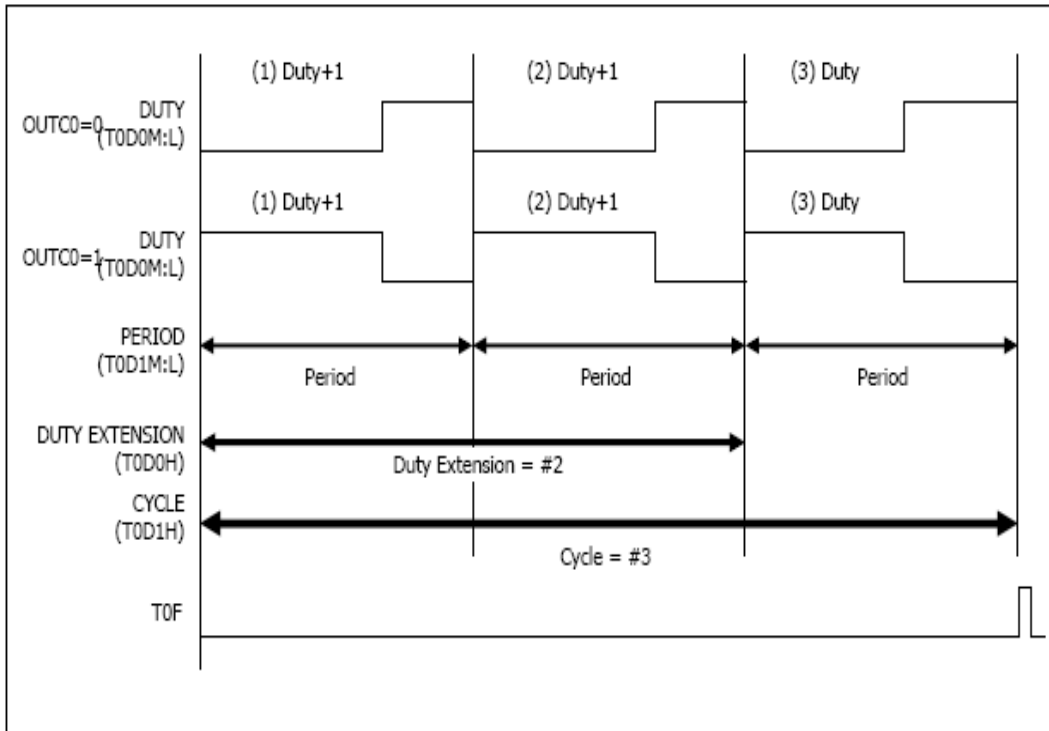 (1) Duty+1 (2) Duty+1 (3) Duty
DUTY
OUTC0=0
(T0D0M:L)
(1) Duty+1 (2) Duty+1 (3) Duty
DUTY
OUTC0=1
(T0D0M:L)
PERIOD
(T0D1M:L)
Period Period Period
DUTY EXTENSION
(T0D0H)
Duty Extension = #2
CYCLE
(T0D1H)
Cycle = #3
T0F